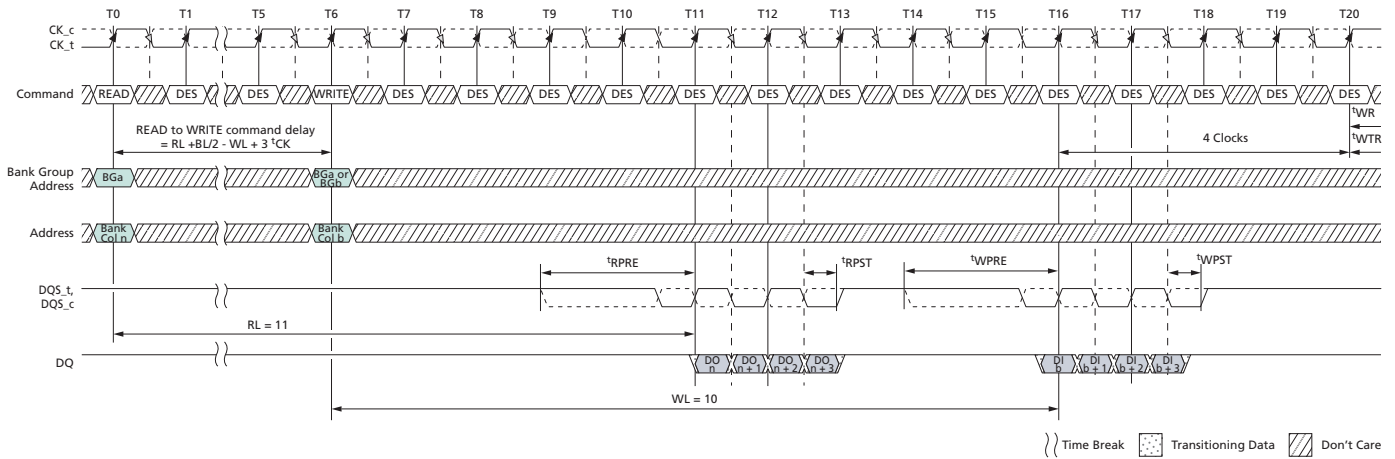 T0 T1 T5 T6 T7 T8 T9 T10 T11 T12 T13 T14 T15 T16 T17 T18 T19 T20
CK_c
CK_t
Command READ DES DES WRITE DES DES DES DES DES DES DES DES DES DES DES DES DES DES
tWR
READ to WRITE command delay
= RL +BL/2 - WL + 3 tCK
4 Clocks
tWTR
Bank Group
Address
BGa
BGa or
BGb
Address
Bank
Col n
Bank
Col b
tRPRE tRPST tWPRE tWPST
DQS_t,
DQS_c
RL = 11
DQ
DO
n
DO
n + 1
DO
n + 2
DO
n + 3
DI
b
DI
b + 1
DI
b + 2
DI
b + 3
WL = 10
Time Break Transitioning Data Don't Care